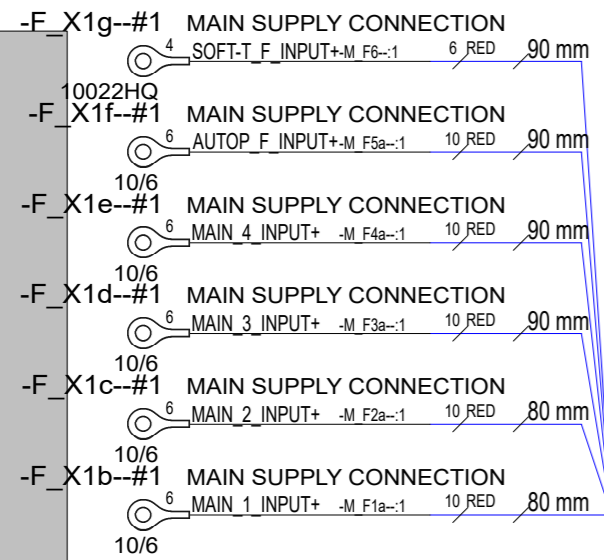 -F_X1g--#1 MAIN SUPPLY CONNECTION
4 SOFT-T_F_INPUT+-M_F6--:1 6 RED 90 mm
10022HQ
-F_X1f--#1 MAIN SUPPLY CONNECTION
6 AUTOP_F_INPUT+-M_F5a--:1 10 RED 90 mm
10/6
-F_X1e--#1 MAIN SUPPLY CONNECTION
6 MAIN_4_INPUT+ -M_F4a--:1 10 RED 90 mm
10/6
-F_X1d--#1 MAIN SUPPLY CONNECTION
6 MAIN_3_INPUT+ -M_F3a--:1 10 RED 90 mm
10/6
-F_X1c--#1 MAIN SUPPLY CONNECTION
6 MAIN_2_INPUT+ -M_F2a--:1 10 RED 80 mm
10/6
-F_X1b--#1 MAIN SUPPLY CONNECTION
6 MAIN_1_INPUT+ -M_F1a--:1 10 RED 80 mm
10/6